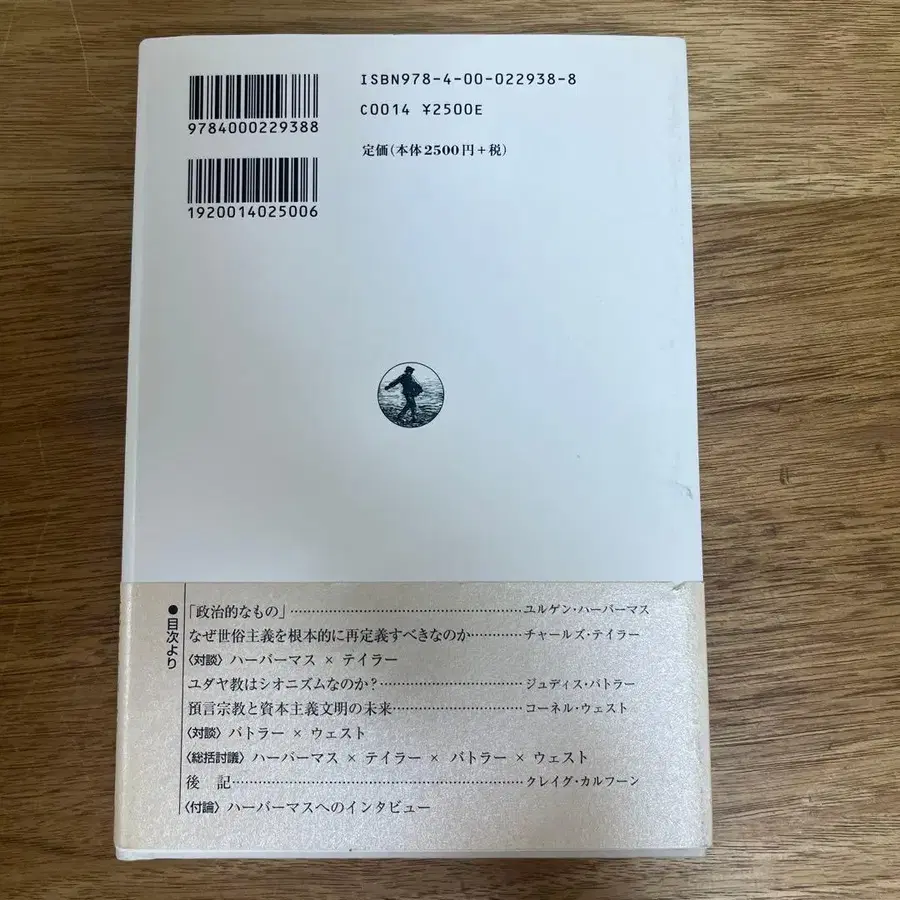 ISBN978-4-00-022938-8
C0014 ¥2500E
定価(本体2500円+税)
9784000229388
1920014025006
●目次より
「政治的なもの」……ユルゲン・ハーバーマス
なぜ世俗主義を根本的に再定義すべきなのか……チャールズ・テイラー
〈対談〉ハーバーマス × テイラー
ユダヤ教はシオニズムなのか?……ジュディス・バトラー
預言宗教と資本主義文明の未来……コーネル・ウェスト
〈対談〉バトラー × ウェスト
〈総括討議〉ハーバーマス × テイラー × バトラー × ウェスト
後 記……クレイグ・カルフーン
〈付論〉ハーバーマスへのインタビュー